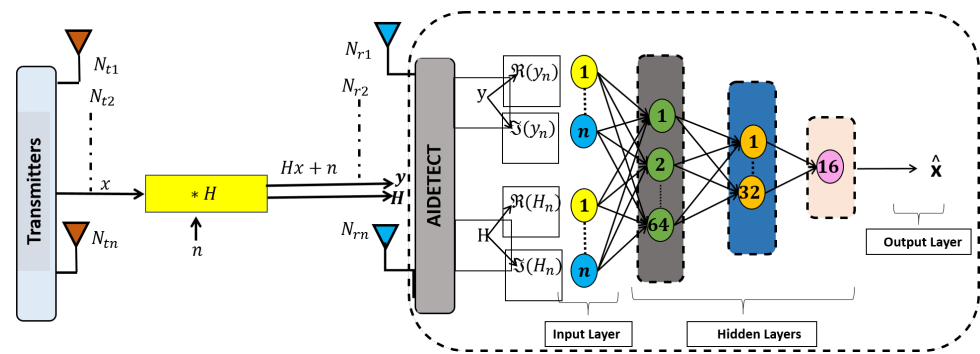 Transmitters
N_{t1}
N_{t2}
N_{tn}
x
* H
n
Hx + n
y
H
N_{r1}
N_{r2}
N_{rn}
AIDETECT
y
ℜ(y_n)
ℑ(y_n)
H
ℜ(H_n)
ℑ(H_n)
1
n
1
n
1
2
64
1
32
16
x̂
Output Layer
Input Layer
Hidden Layers